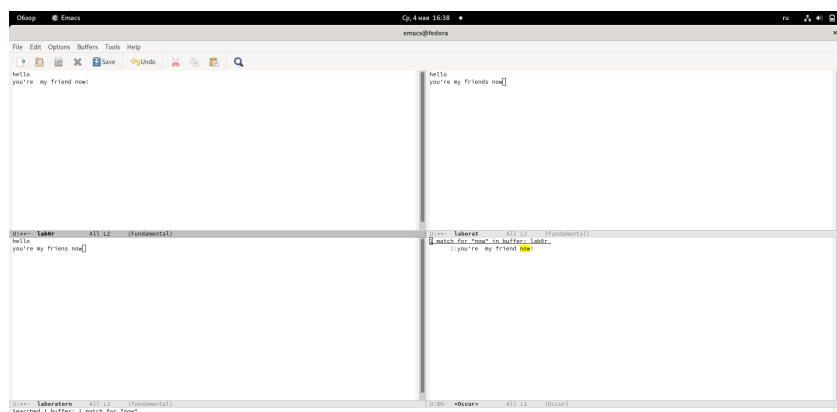 Обзор Emacs Ср, 4 мая 16:38 ru
emacs@fedora
File Edit Options Buffers Tools Help
Save Undo
hello
you're  my friend now!
U:**-  lab0r  All L2  (Fundamental)
hello
you're my friends now
U:**-  laborat  All L2  (Fundamental)
hello
you're my friens now
U:**-  laboratorn  All L2  (Fundamental)
1 match for "now" in buffer: lab0r
2:you're  my friend now!
U:%%-  *Occur*  All L1  (Occur)
Searched 1 buffer; 1 match for "now"